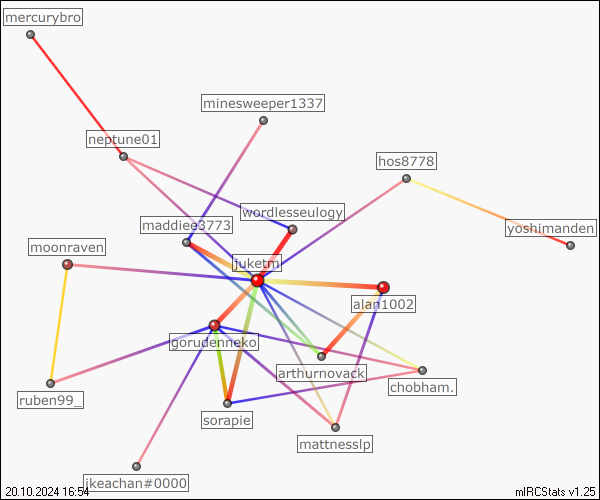 mercurybro
minesweeper1337
neptune01
hos8778
wordlesseulogy
maddiee3773
yoshimanden
moonraven
juketm
alan1002
gorudenneko
arthurnovack
chobham.
ruben99_
sorapie
mattnesslp
ikeachan#0000
20.10.2024 16:54
mIRCStats v1.25